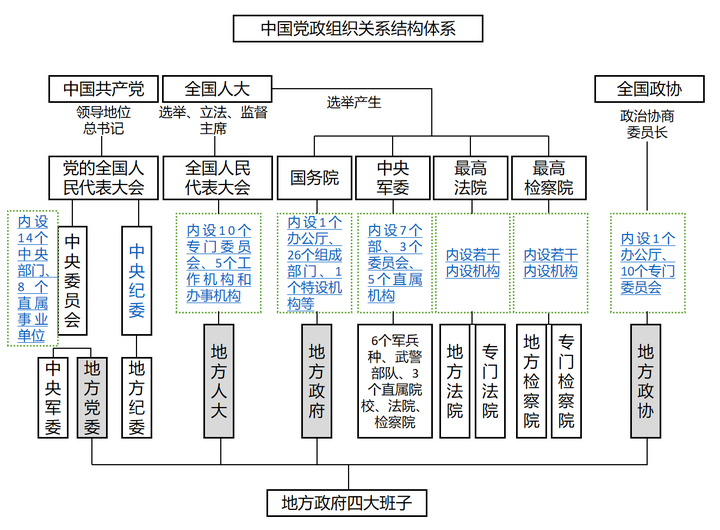 中国党政组织关系结构体系
中国共产党
领导地位
总书记
全国人大
选举、立法、监督
主席
选举产生
全国政协
政治协商
委员长
党的全国人
民代表大会
全国人民
代表大会
国务院
中央
军委
最高
法院
最高
检察院
内设
14个
中央
部门、
8个
直属
事业
单位
中央委员会
中央纪委
内设10个
专门委员
会、5个工
作机构和
办事机构
内设1个
办公厅、
26个组成
部门、1
个特设机
构等
内设7个
部、3个
委员会、
5个直属
机构
内设若干
内设机构
内设若干
内设机构
内设1个
办公厅、
10个专门
委员会
中央军委
地方党委
地方纪委
地方人大
地方政府
6个军兵
种、武警
部队、3
个直属院
校、法院、
检察院
地方法院
专门法院
地方检察院
专门检察院
地方政协
地方政府四大班子